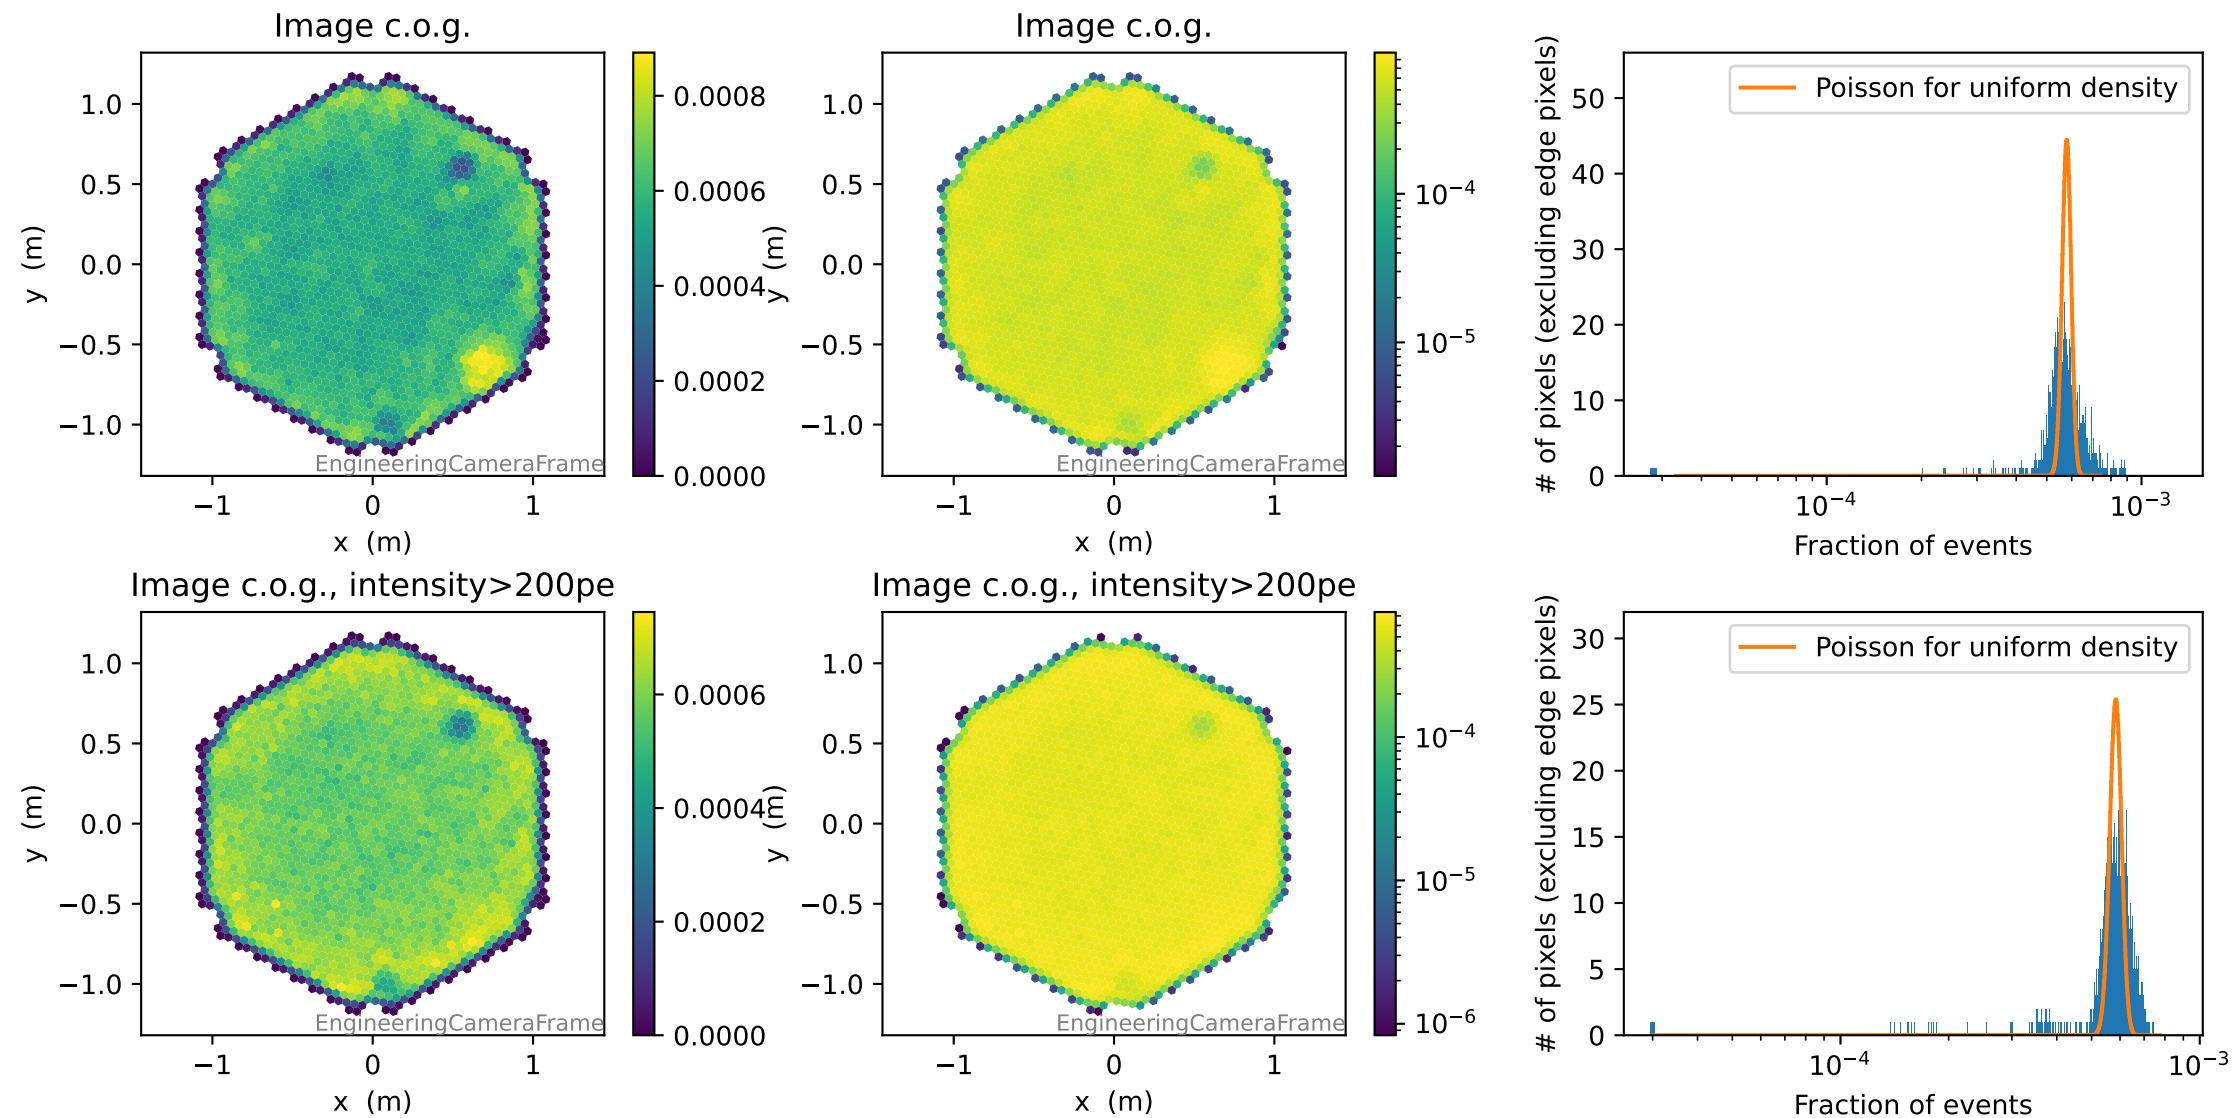 Image c.o.g.
1.0
0.5
0.0
−0.5
−1.0
y (m)
−1
0
1
x (m)
EngineeringCameraFrame
0.0008
0.0006
0.0004
0.0002
0.0000
Image c.o.g.
1.0
0.5
0.0
−0.5
−1.0
y (m)
−1
0
1
x (m)
EngineeringCameraFrame
10−4
10−5
Poisson for uniform density
50
40
30
20
10
0
# of pixels (excluding edge pixels)
10−4
10−3
Fraction of events
Image c.o.g., intensity>200pe
1.0
0.5
0.0
−0.5
−1.0
y (m)
−1
0
1
x (m)
EngineeringCameraFrame
0.0006
0.0004
0.0002
0.0000
Image c.o.g., intensity>200pe
1.0
0.5
0.0
−0.5
−1.0
y (m)
−1
0
1
x (m)
EngineeringCameraFrame
10−4
10−5
10−6
Poisson for uniform density
30
25
20
15
10
5
0
# of pixels (excluding edge pixels)
10−4
10−3
Fraction of events